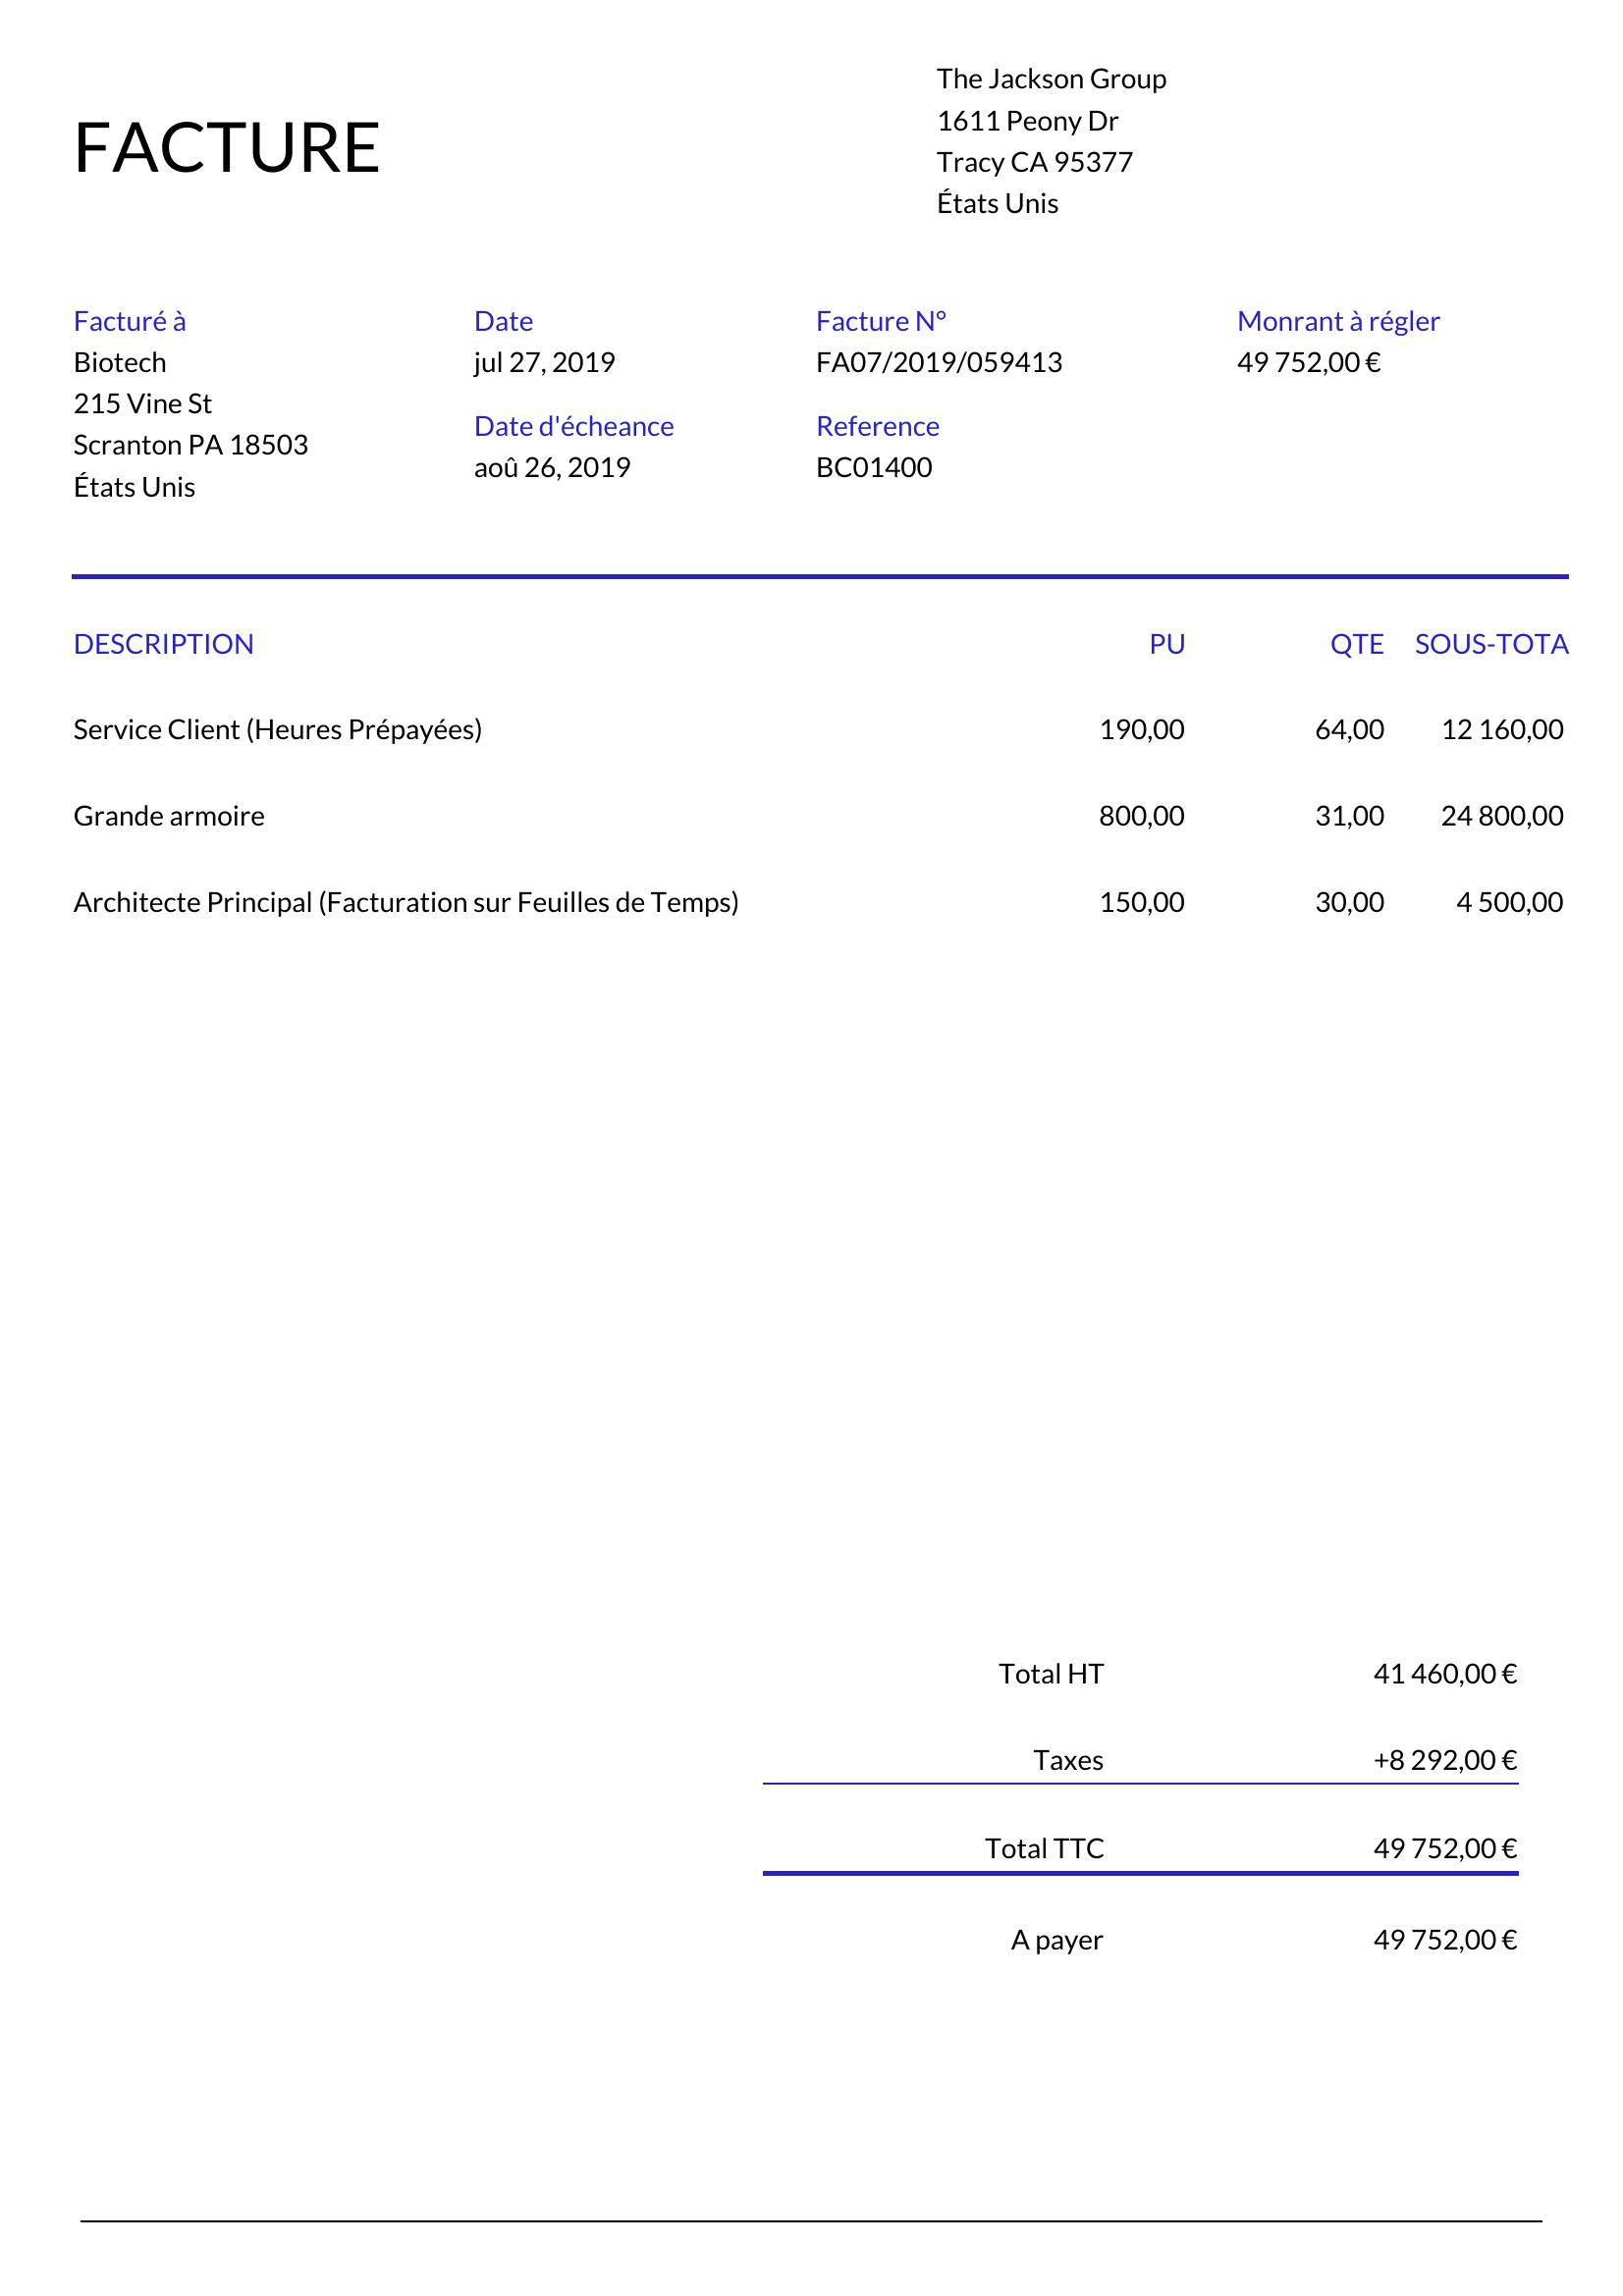 FACTURE
The Jackson Group
1611 Peony Dr
Tracy CA 95377
États Unis
Facturé à
Biotech
215 Vine St
Scranton PA 18503
États Unis
Date
jul 27, 2019
Date d'écheance
aoû 26, 2019
Facture N°
FA07/2019/059413
Reference
BC01400
Monrant à régler
49 752,00 €
DESCRIPTION PU QTE SOUS-TOTA
Service Client (Heures Prépayées) 190,00 64,00 12 160,00
Grande armoire 800,00 31,00 24 800,00
Architecte Principal (Facturation sur Feuilles de Temps) 150,00 30,00 4 500,00
Total HT 41 460,00 €
Taxes +8 292,00 €
Total TTC 49 752,00 €
A payer 49 752,00 €